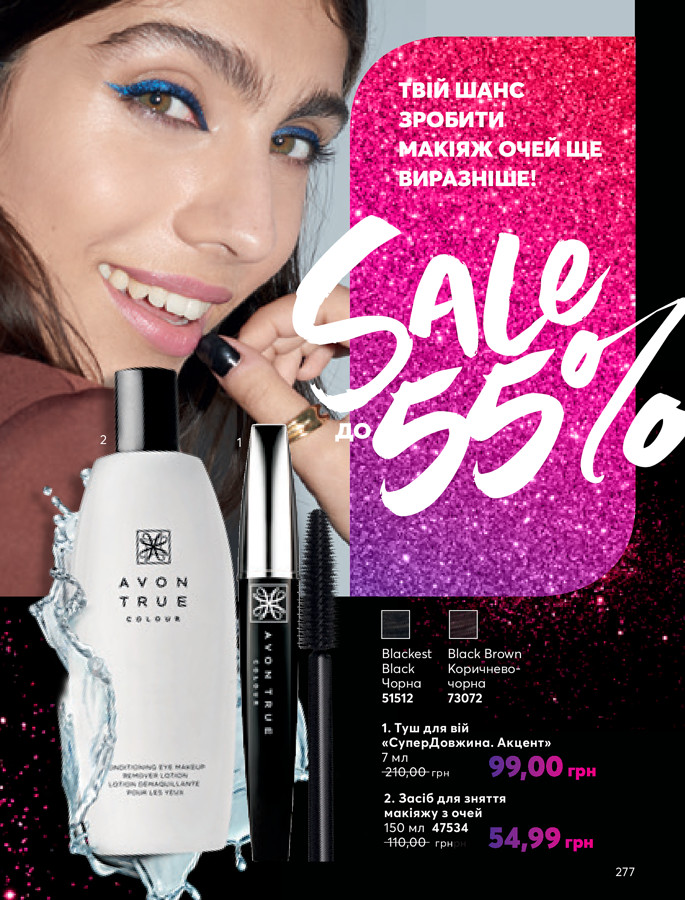 ТВІЙ ШАНС
ЗРОБИТИ
МАКІЯЖ ОЧЕЙ ЩЕ
ВИРАЗНІШЕ!
SALE
ДО
55%
2
1
AVON
TRUE
COLOUR
CONDITIONING EYE MAKEUP
REMOVER LOTION
LOTION DÉMAQUILLANTE
POUR LES YEUX
AVON TRUE
COLOUR
Blackest
Black
Чорна
51512
Black Brown
Коричнево-
чорна
73072
1. Туш для вій
«СуперДовжина. Акцент»
7 мл
210,00 грн
99,00 грн
2. Засіб для зняття
макіяжу з очей
150 мл 47534
110,00 грн
54,99 грн
277